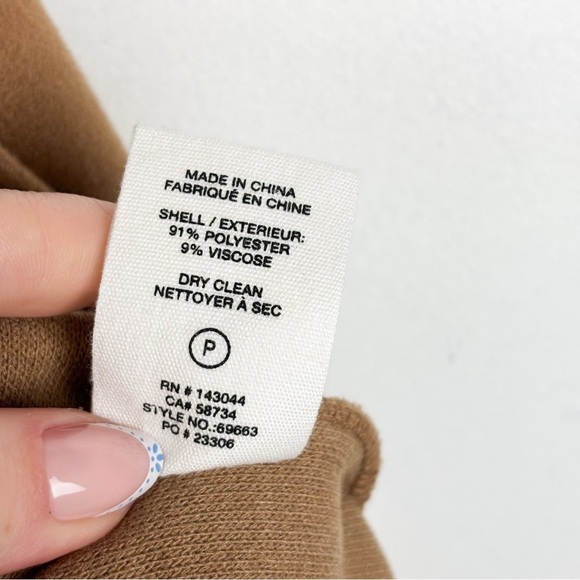 MADE IN CHINA
FABRIQUÉ EN CHINE
SHELL / EXTERIEUR:
91% POLYESTER
9% VISCOSE
DRY CLEAN
NETTOYER À SEC
P
RN # 143044
CA# 58734
STYLE NO.:69663
PO # 23306